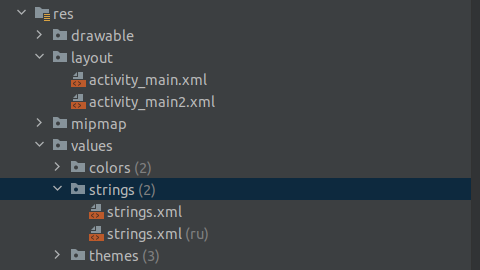 res
drawable
layout
activity_main.xml
activity_main2.xml
mipmap
values
colors (2)
strings (2)
strings.xml
strings.xml (ru)
themes (3)